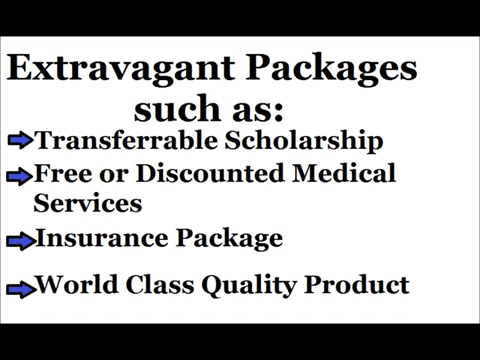 Extravagant Packages
such as:
Transferrable Scholarship
Free or Discounted Medical
Services
Insurance Package
World Class Quality Product